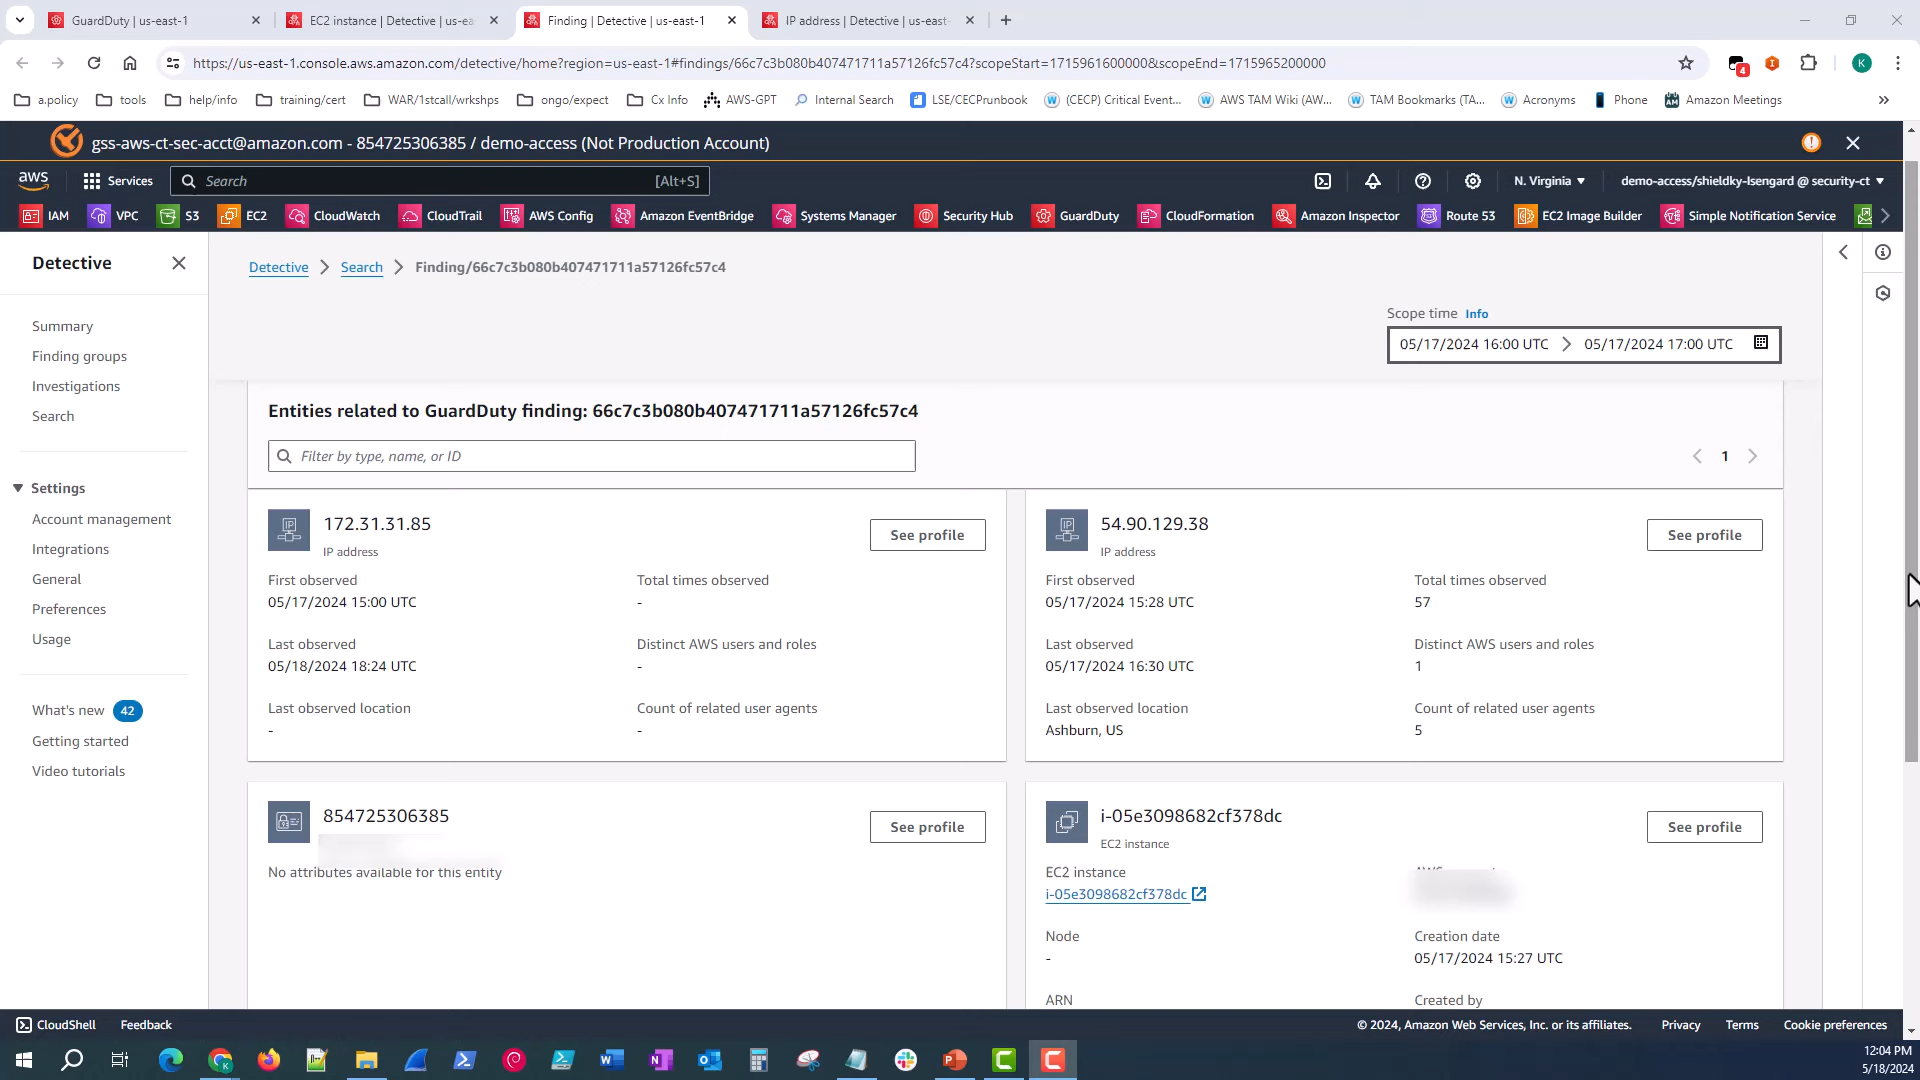 GuardDuty | us-east-1
EC2 instance | Detective | us-ea
Finding | Detective | us-east-1
IP address | Detective | us-east-
https://us-east-1.console.aws.amazon.com/detective/home?region=us-east-1#findings/66c7c3b080b407471711a57126fc57c4?scopeStart=1715961600000&scopeEnd=1715965200000
4
K
a.policy
tools
help/info
training/cert
WAR/1stcall/wrkshps
ongo/expect
Cx Info
AWS-GPT
Internal Search
LSE/CECPrunbook
(CECP) Critical Event...
AWS TAM Wiki (AW...
TAM Bookmarks (TA...
Acronyms
Phone
Amazon Meetings
gss-aws-ct-sec-acct@amazon.com - 854725306385 / demo-access (Not Production Account)
aws
Services
Search
[Alt+S]
N. Virginia
demo-access/shieldky-Isengard @ security-ct
IAM
VPC
S3
EC2
CloudWatch
CloudTrail
AWS Config
Amazon EventBridge
Systems Manager
Security Hub
GuardDuty
CloudFormation
Amazon Inspector
Route 53
EC2 Image Builder
Simple Notification Service
Detective
Summary
Finding groups
Investigations
Search
Settings
Account management
Integrations
General
Preferences
Usage
What's new 42
Getting started
Video tutorials
Detective > Search > Finding/66c7c3b080b407471711a57126fc57c4
Scope time Info
05/17/2024 16:00 UTC > 05/17/2024 17:00 UTC
Entities related to GuardDuty finding: 66c7c3b080b407471711a57126fc57c4
Filter by type, name, or ID
1
172.31.31.85
IP address
See profile
First observed
05/17/2024 15:00 UTC
Total times observed
-
Last observed
05/18/2024 18:24 UTC
Distinct AWS users and roles
-
Last observed location
-
Count of related user agents
-
54.90.129.38
IP address
See profile
First observed
05/17/2024 15:28 UTC
Total times observed
57
Last observed
05/17/2024 16:30 UTC
Distinct AWS users and roles
1
Last observed location
Ashburn, US
Count of related user agents
5
854725306385
See profile
No attributes available for this entity
i-05e3098682cf378dc
EC2 instance
See profile
EC2 instance
i-05e3098682cf378dc
Node
-
Creation date
05/17/2024 15:27 UTC
ARN
Created by
CloudShell
Feedback
© 2024, Amazon Web Services, Inc. or its affiliates.
Privacy
Terms
Cookie preferences
12:04 PM
5/18/2024